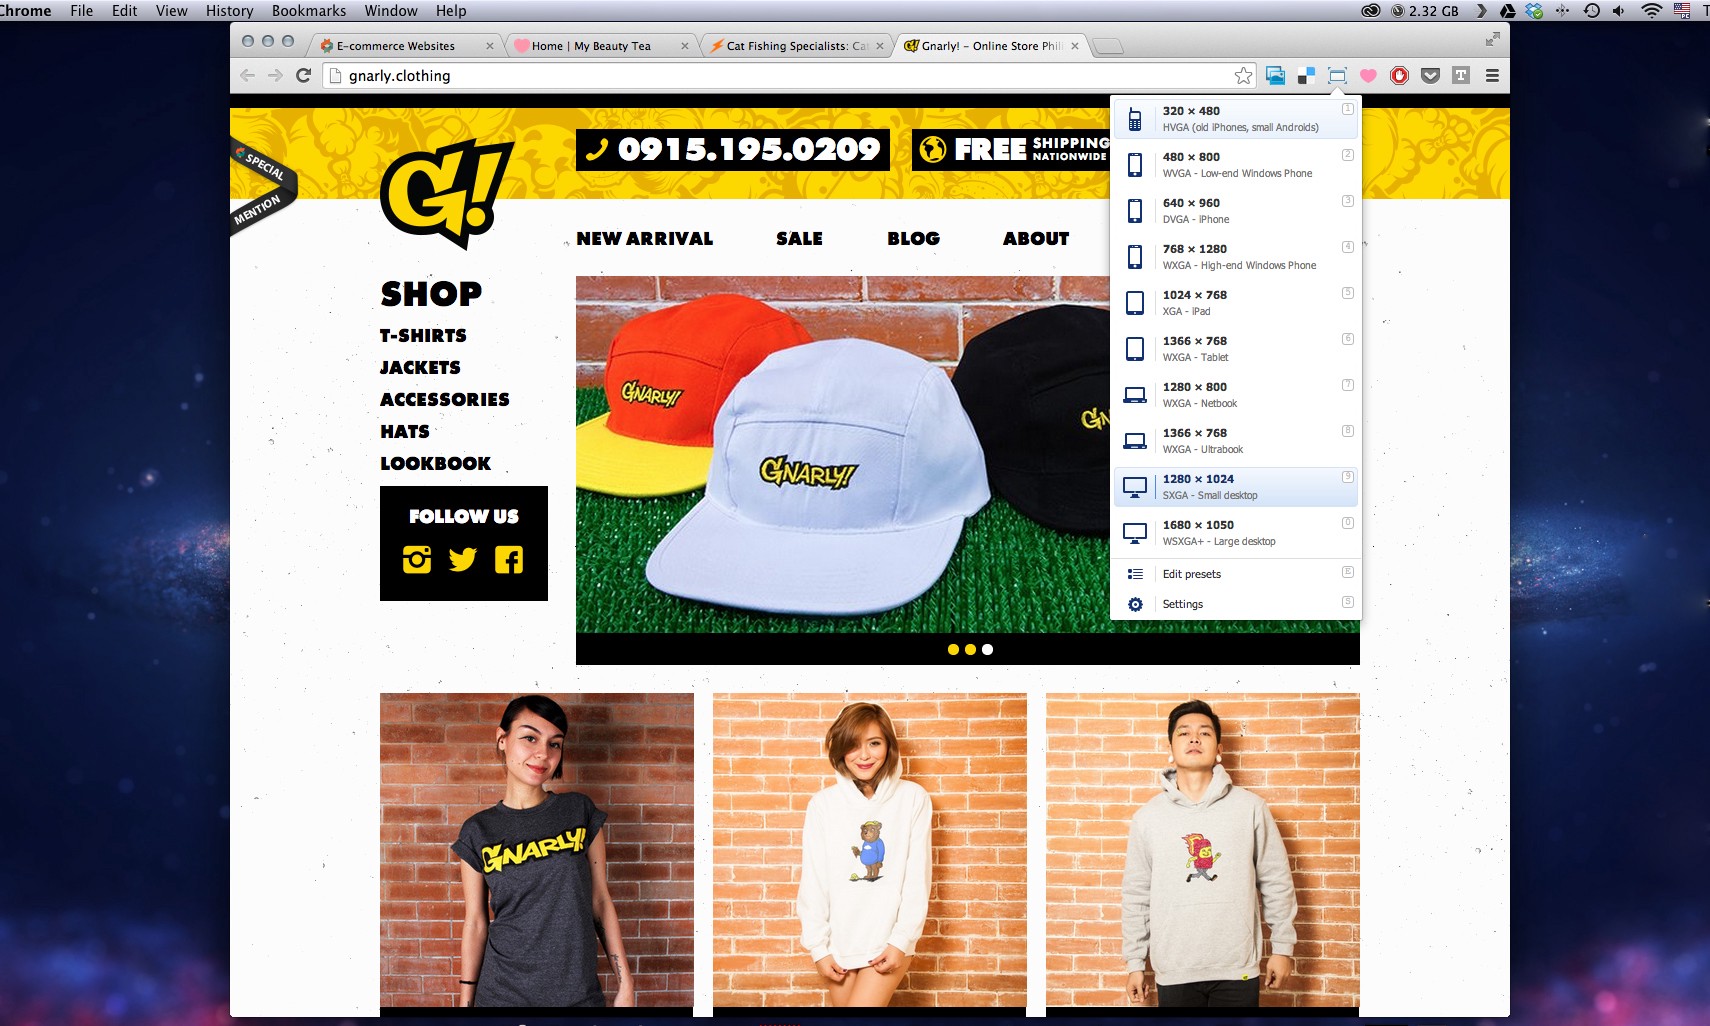 Chrome File Edit View History Bookmarks Window Help
2.32 GB
E-commerce Websites
Home | My Beauty Tea
Cat Fishing Specialists: Cat
Gnarly! – Online Store Phili
gnarly.clothing
T
SPECIAL
MENTION
G!
0915.195.0209
FREE SHIPPING
NATIONWIDE
NEW ARRIVAL SALE BLOG ABOUT
SHOP
T-SHIRTS
JACKETS
ACCESSORIES
HATS
LOOKBOOK
FOLLOW US
GNARLY!
GNARLY!
GN
GNARLY!
320 × 480 1
HVGA (old iPhones, small Androids)
480 × 800 2
WVGA - Low-end Windows Phone
640 × 960 3
DVGA - iPhone
768 × 1280 4
WXGA - High-end Windows Phone
1024 × 768 5
XGA - iPad
1366 × 768 6
WXGA - Tablet
1280 × 800 7
WXGA - Netbook
1366 × 768 8
WXGA - Ultrabook
1280 × 1024 9
SXGA - Small desktop
1680 × 1050 0
WSXGA+ - Large desktop
Edit presets E
Settings S